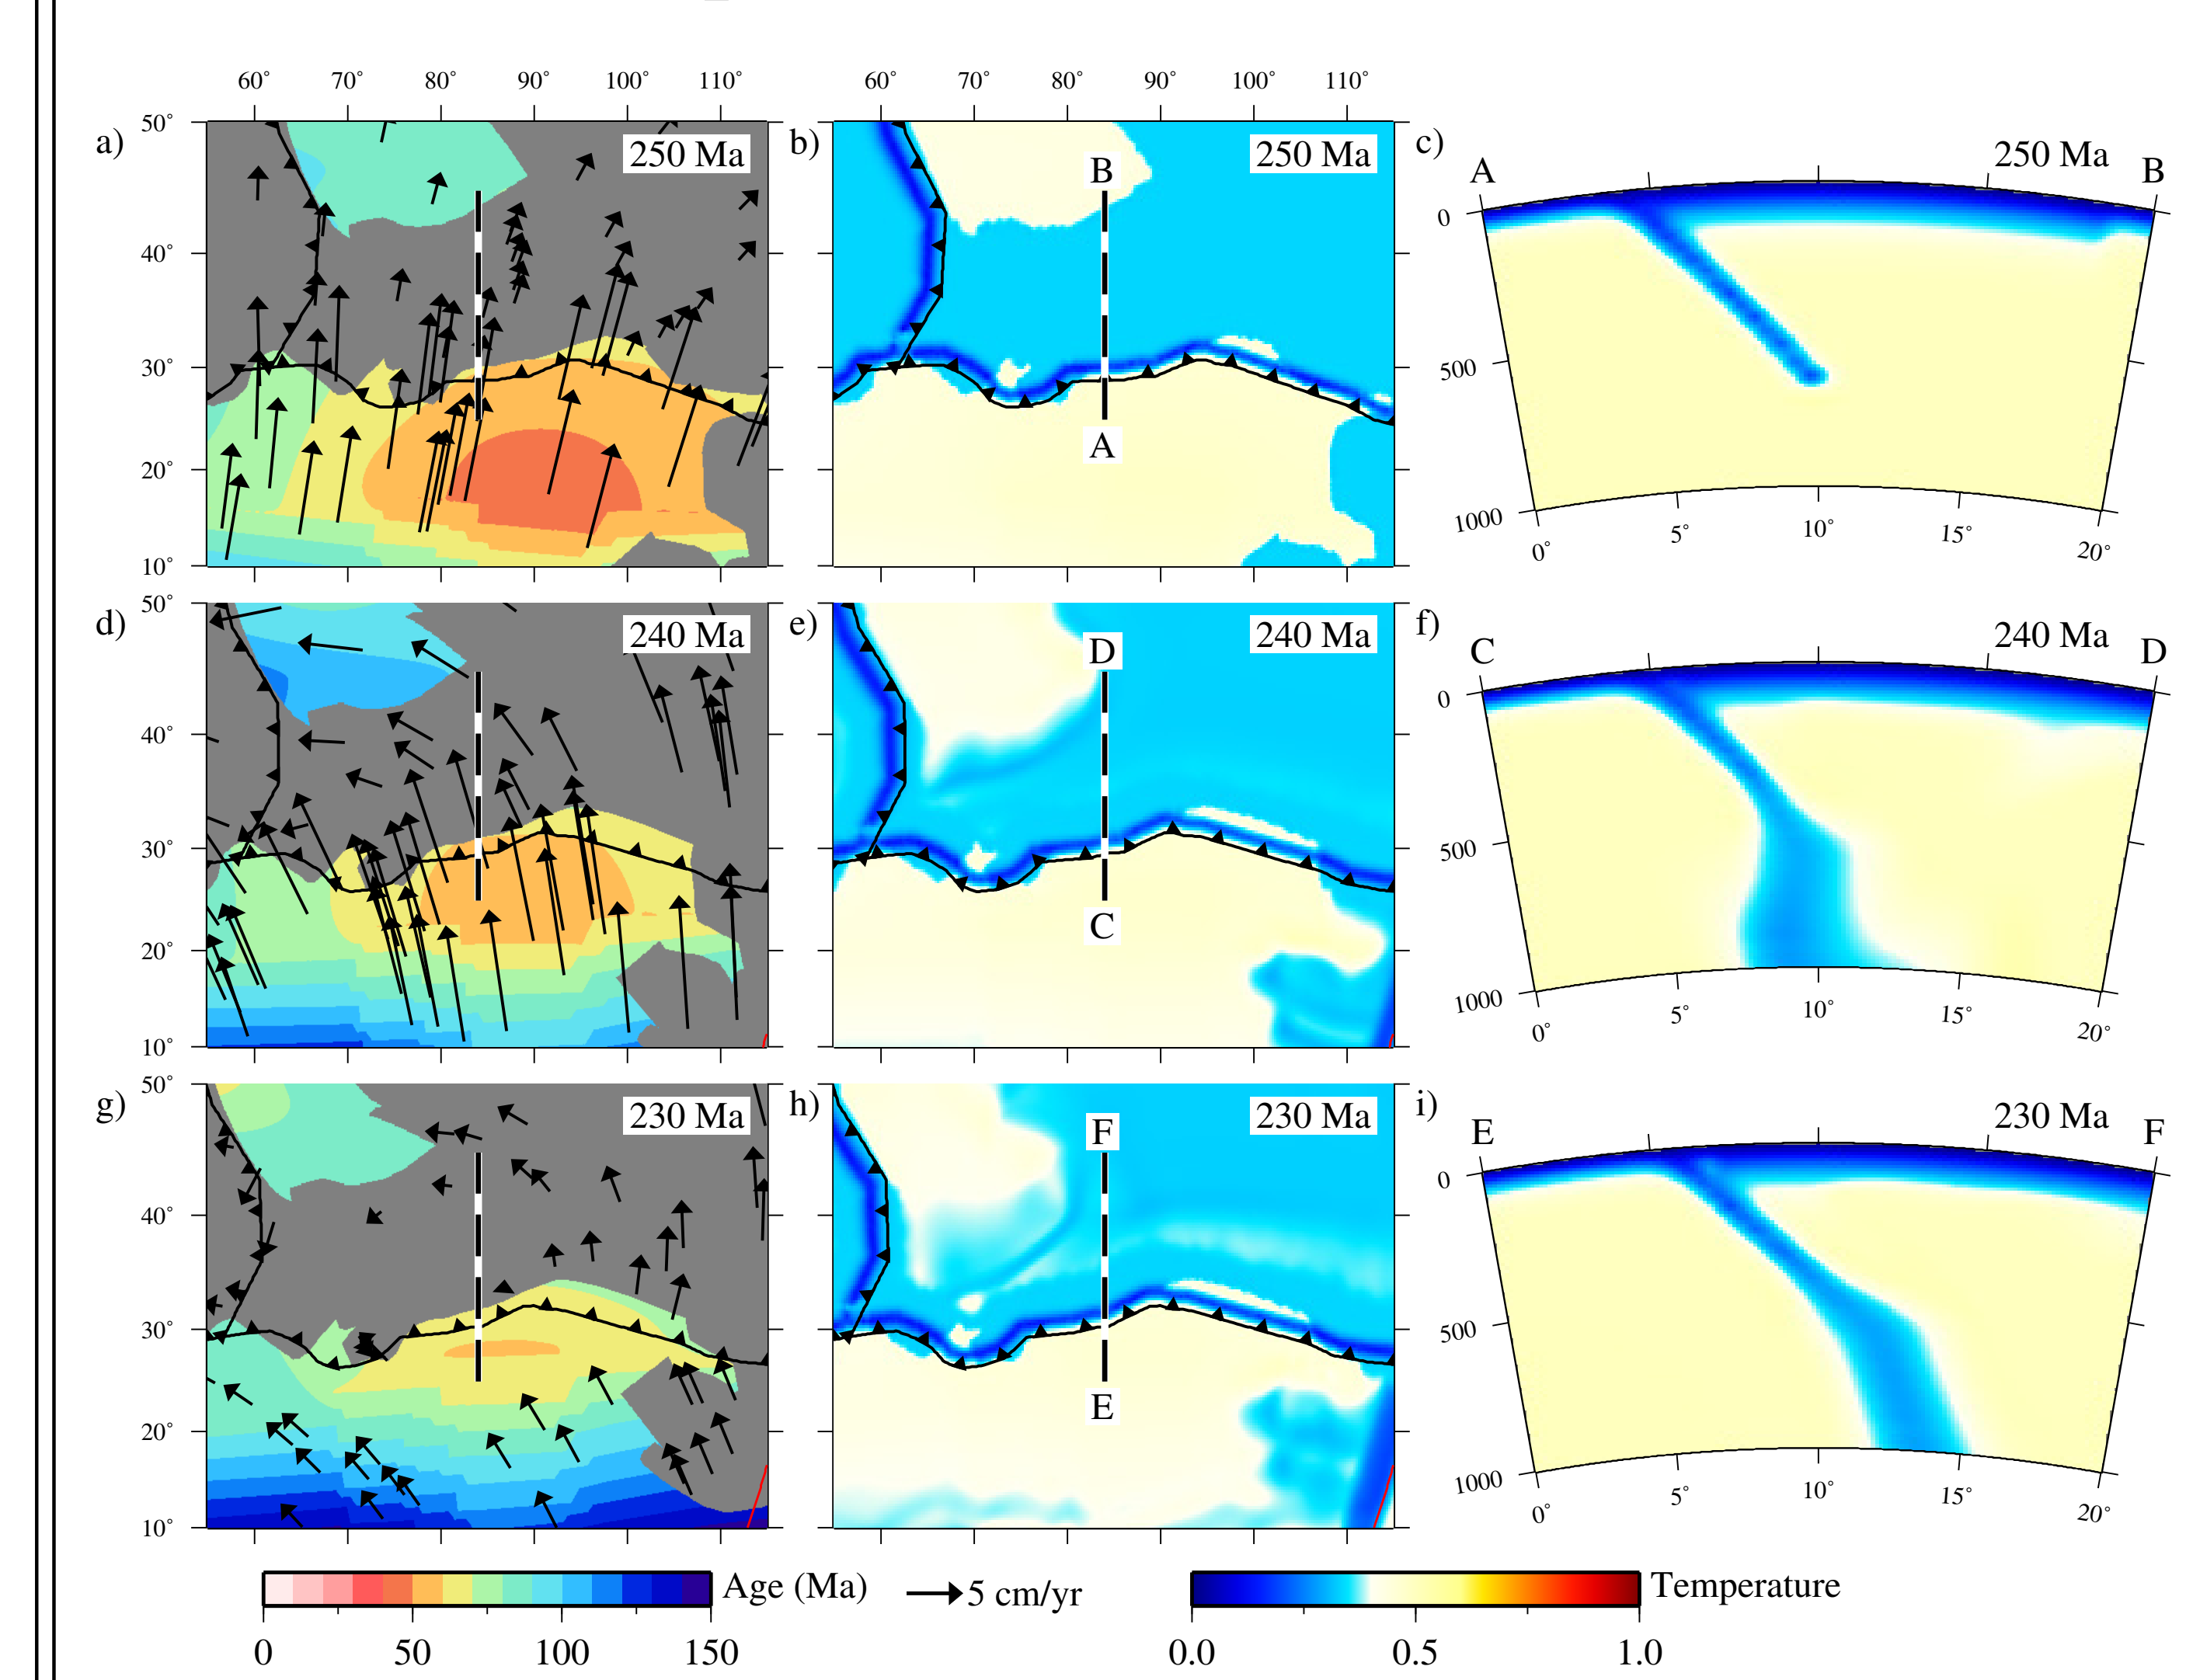 60° 70° 80° 90° 100° 110° 60° 70° 80° 90° 100° 110°
a) 50° 40° 30° 20° 10° 250 Ma
b) 250 Ma B A
c) 250 Ma A B 0 500 1000 0° 5° 10° 15° 20°
d) 50° 40° 30° 20° 10° 240 Ma
e) 240 Ma D C
f) 240 Ma C D 0 500 1000 0° 5° 10° 15° 20°
g) 50° 40° 30° 20° 10° 230 Ma
h) 230 Ma F E
i) 230 Ma E F 0 500 1000 0° 5° 10° 15° 20°
Age (Ma) 5 cm/yr Temperature
0 50 100 150 0.0 0.5 1.0